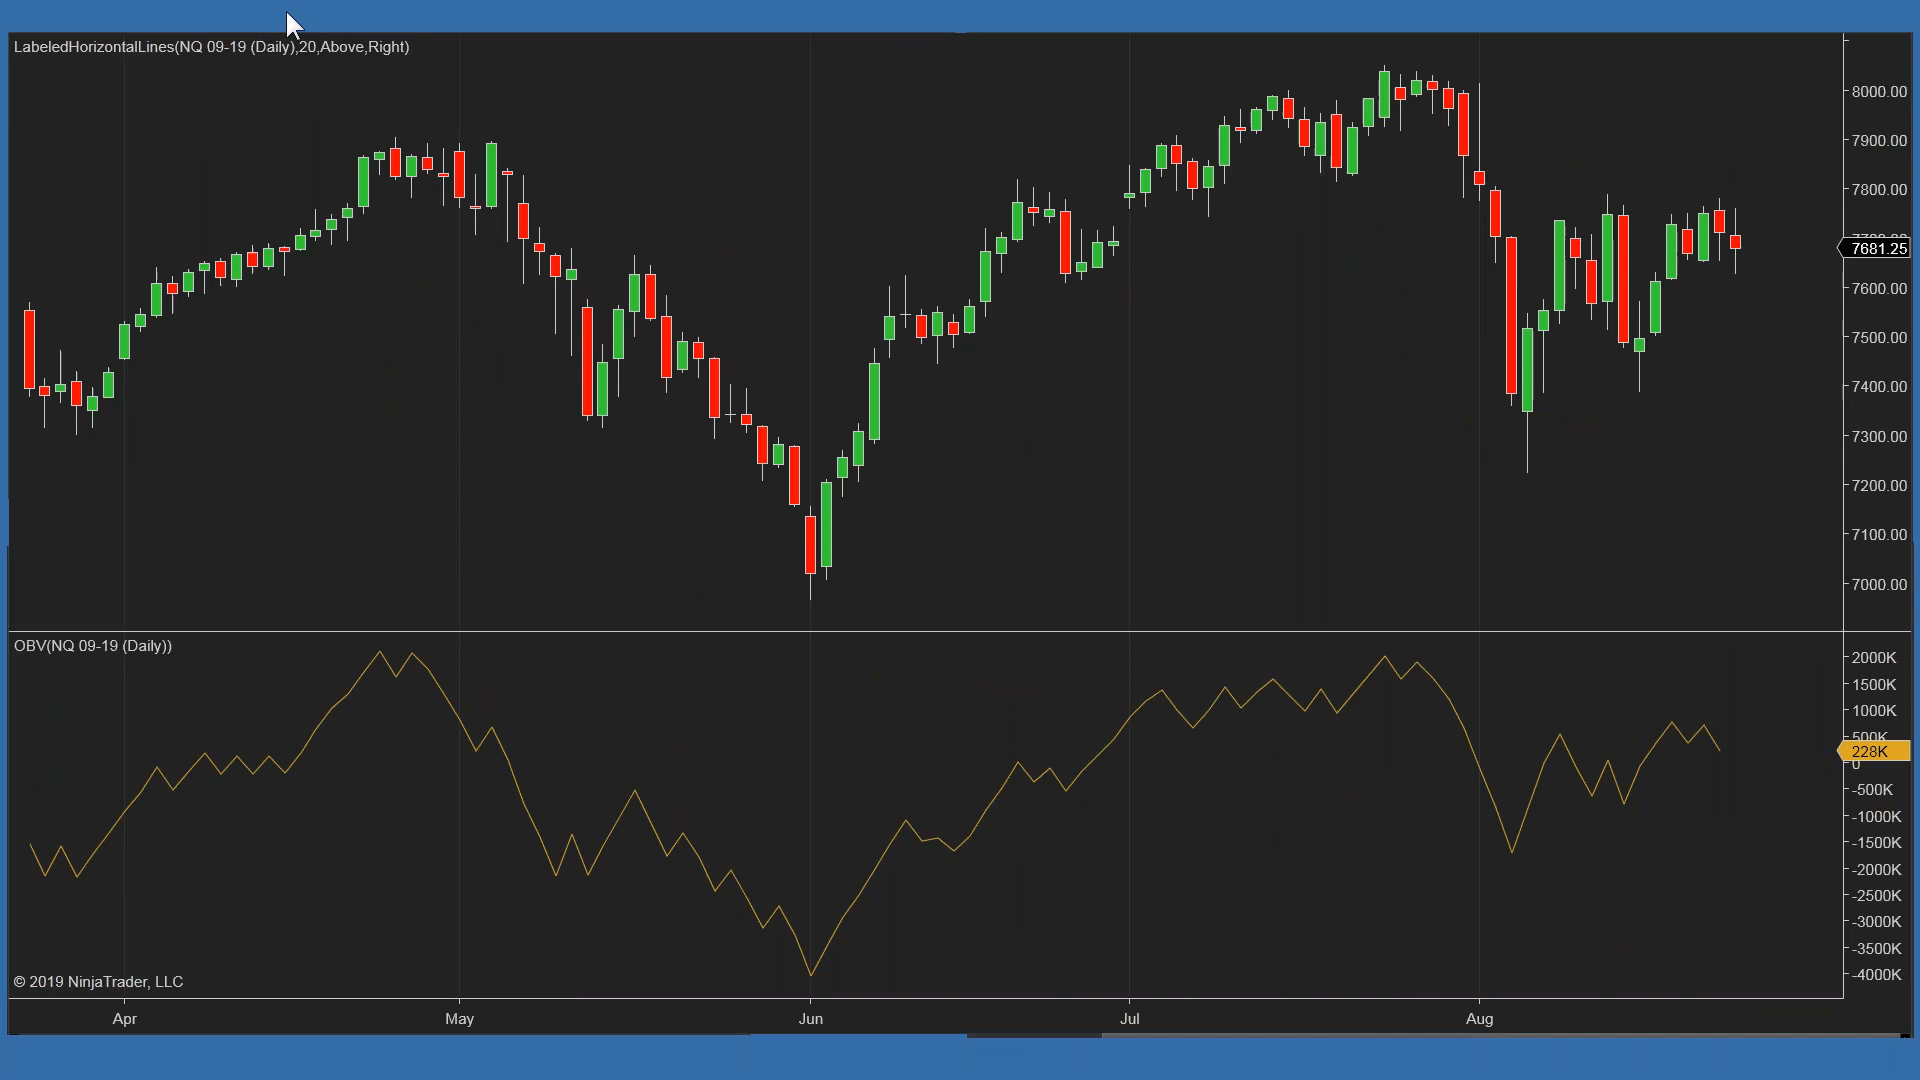 LabeledHorizontalLines(NQ 09-19 (Daily),20,Above,Right)
8000.00
7900.00
7800.00
7681.25
7600.00
7500.00
7400.00
7300.00
7200.00
7100.00
7000.00
OBV(NQ 09-19 (Daily))
2000K
1500K
1000K
500K
228K
0
-500K
-1000K
-1500K
-2000K
-2500K
-3000K
-3500K
-4000K
© 2019 NinjaTrader, LLC
Apr May Jun Jul Aug